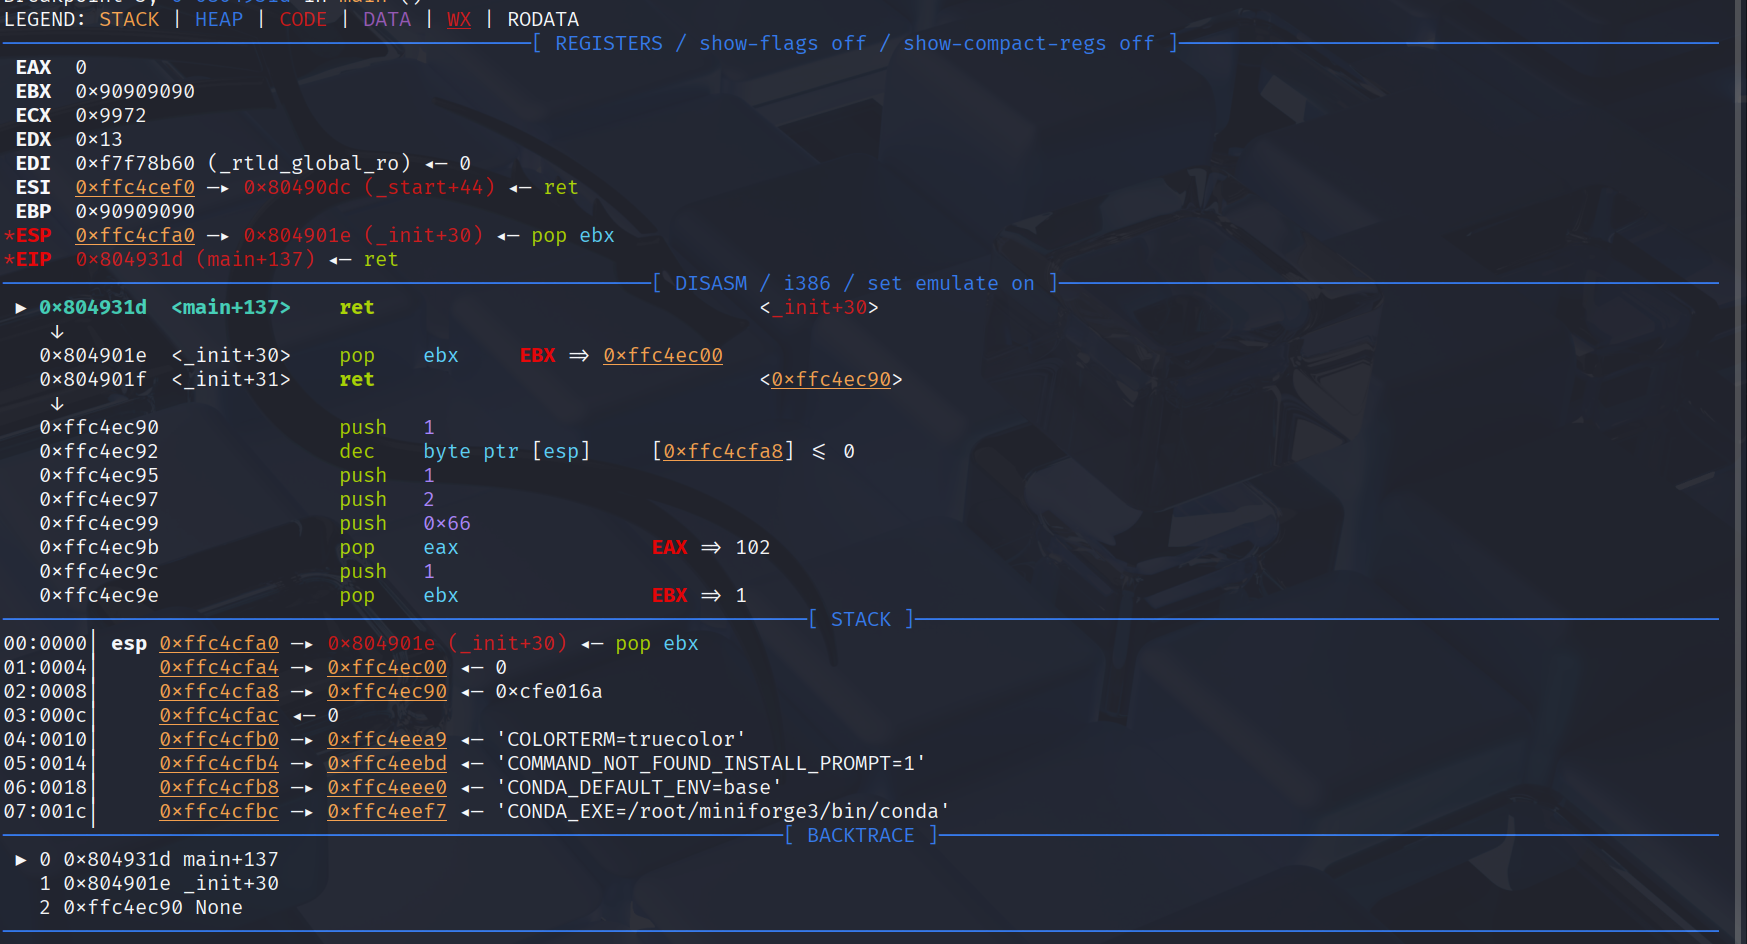 LEGEND: STACK | HEAP | CODE | DATA | WX | RODATA
[ REGISTERS / show-flags off / show-compact-regs off ]
EAX 0
EBX 0×90909090
ECX 0×9972
EDX 0×13
EDI 0×f7f78b60 (_rtld_global_ro) ◂— 0
ESI 0×ffc4cef0 —▸ 0×80490dc (_start+44) ◂— ret
EBP 0×90909090
*ESP 0×ffc4cfa0 —▸ 0×804901e (_init+30) ◂— pop ebx
*EIP 0×804931d (main+137) ◂— ret
[ DISASM / i386 / set emulate on ]
► 0×804931d <main+137> ret <_init+30>
↓
0×804901e <_init+30> pop ebx EBX ⇒ 0×ffc4ec00
0×804901f <_init+31> ret <0×ffc4ec90>
↓
0×ffc4ec90 push 1
0×ffc4ec92 dec byte ptr [esp] [0×ffc4cfa8] ⩽ 0
0×ffc4ec95 push 1
0×ffc4ec97 push 2
0×ffc4ec99 push 0×66
0×ffc4ec9b pop eax EAX ⇒ 102
0×ffc4ec9c push 1
0×ffc4ec9e pop ebx EBX ⇒ 1
[ STACK ]
00:0000│ esp 0×ffc4cfa0 —▸ 0×804901e (_init+30) ◂— pop ebx
01:0004│ 0×ffc4cfa4 —▸ 0×ffc4ec00 ◂— 0
02:0008│ 0×ffc4cfa8 —▸ 0×ffc4ec90 ◂— 0×cfe016a
03:000c│ 0×ffc4cfac ◂— 0
04:0010│ 0×ffc4cfb0 —▸ 0×ffc4eea9 ◂— 'COLORTERM=truecolor'
05:0014│ 0×ffc4cfb4 —▸ 0×ffc4eebd ◂— 'COMMAND_NOT_FOUND_INSTALL_PROMPT=1'
06:0018│ 0×ffc4cfb8 —▸ 0×ffc4eee0 ◂— 'CONDA_DEFAULT_ENV=base'
07:001c│ 0×ffc4cfbc —▸ 0×ffc4eef7 ◂— 'CONDA_EXE=/root/miniforge3/bin/conda'
[ BACKTRACE ]
► 0 0×804931d main+137
1 0×804901e _init+30
2 0×ffc4ec90 None